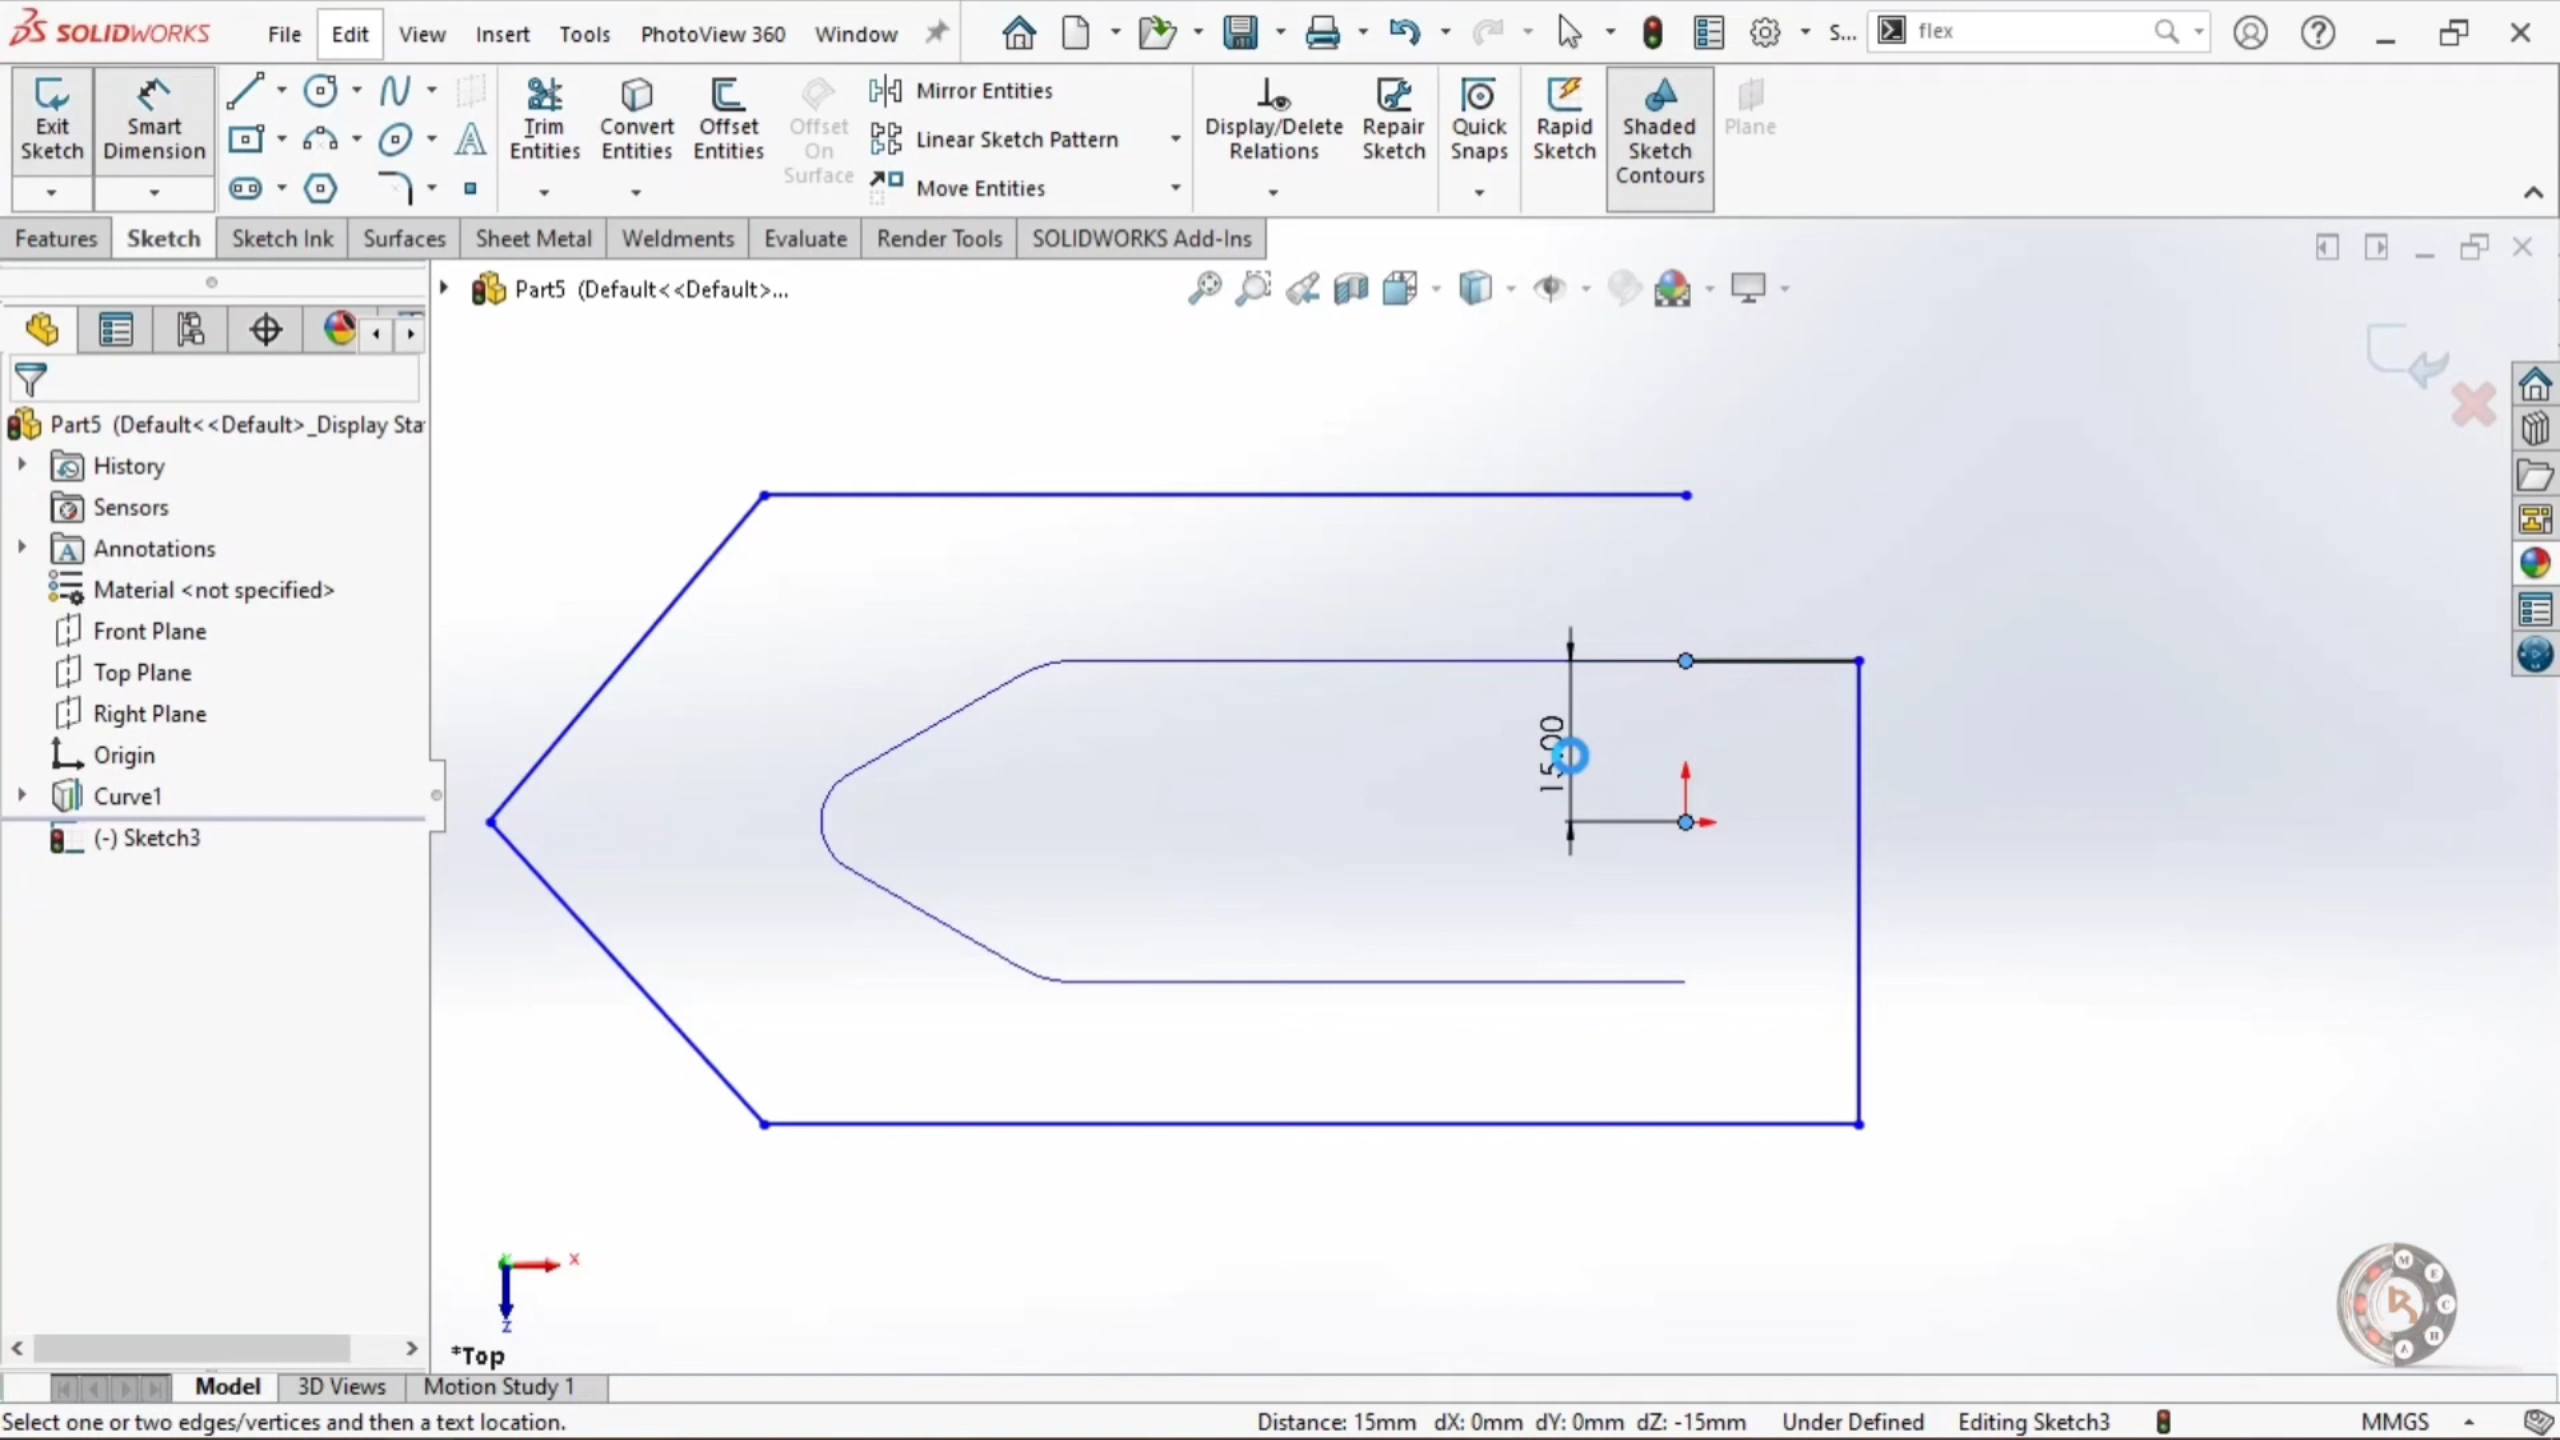 SOLIDWORKS
File Edit View Insert Tools PhotoView 360 Window
S... flex
Exit Sketch
Smart Dimension
Trim Entities
Convert Entities
Offset Entities
Offset On Surface
Mirror Entities
Linear Sketch Pattern
Move Entities
Display/Delete Relations
Repair Sketch
Quick Snaps
Rapid Sketch
Shaded Sketch Contours
Plane
Features Sketch Sketch Ink Surfaces Sheet Metal Weldments Evaluate Render Tools SOLIDWORKS Add-Ins
Part5 (Default<<Default>...
Part5 (Default<<Default>_Display Sta
History
Sensors
Annotations
Material <not specified>
Front Plane
Top Plane
Right Plane
Origin
Curve1
(-) Sketch3
15.00
X
Z
*Top
M
E
C
H
A
Model 3D Views Motion Study 1
Select one or two edges/vertices and then a text location.
Distance: 15mm dX: 0mm dY: 0mm dZ: -15mm Under Defined Editing Sketch3 MMGS